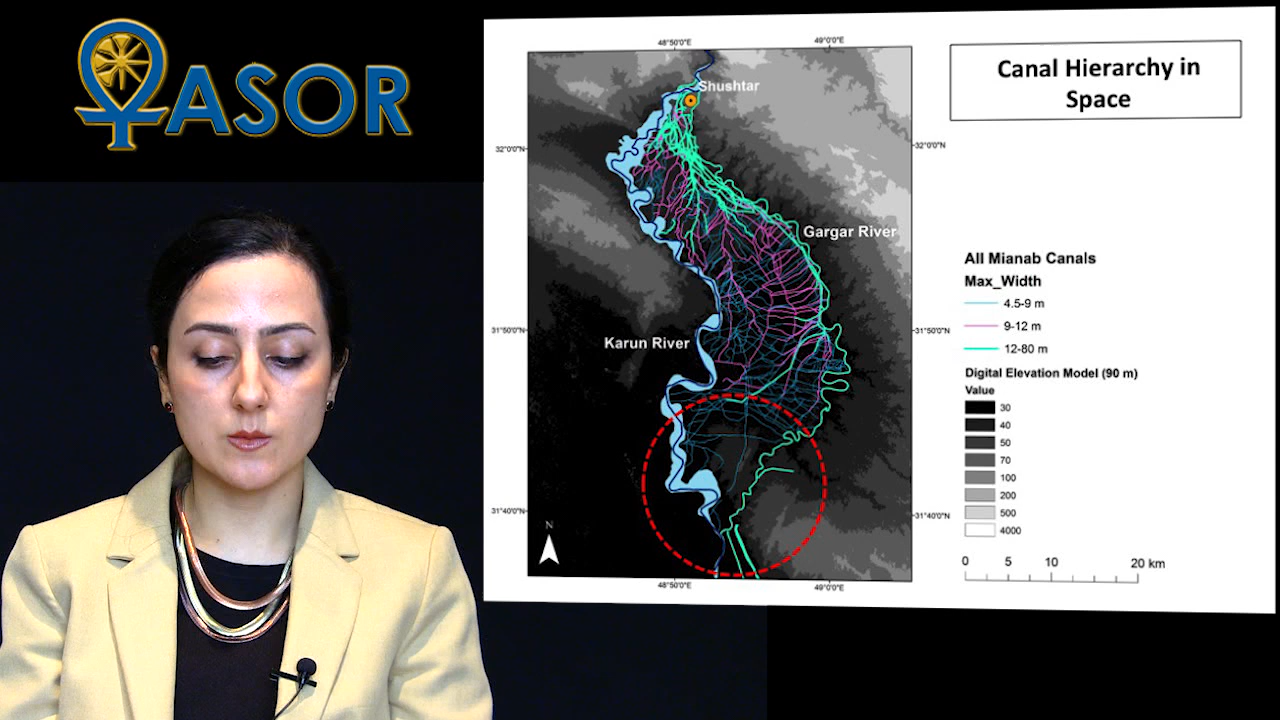 ASOR
Canal Hierarchy in
Space
48°50'0"E
49°0'0"E
Shushtar
32°0'0"N
32°0'0"N
Gargar River
31°50'0"N
31°50'0"N
Karun River
31°40'0"N
31°40'0"N
N
48°50'0"E
49°0'0"E
All Mianab Canals
Max_Width
4.5-9 m
9-12 m
12-80 m
Digital Elevation Model (90 m)
Value
30
40
50
70
100
200
500
4000
0 5 10 20 km